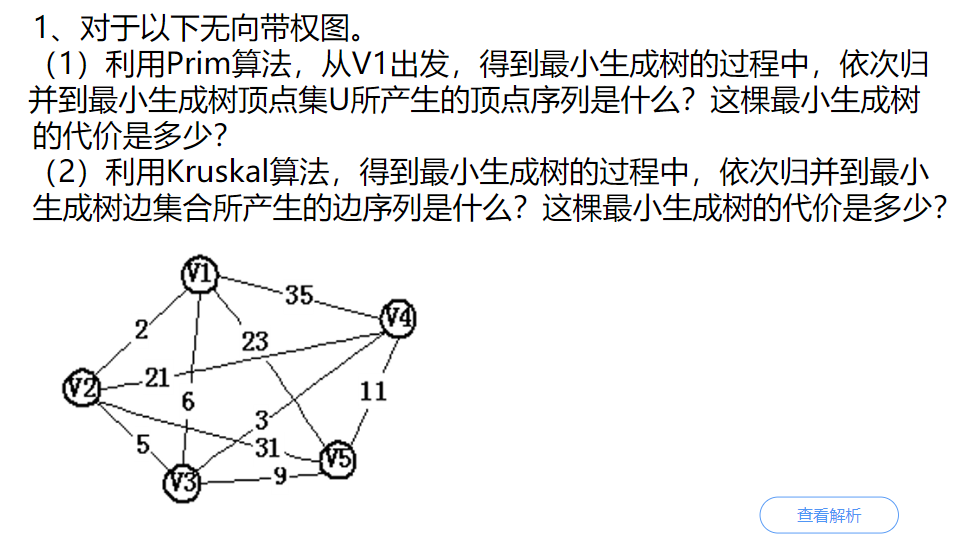 1、对于以下无向带权图。
（1）利用Prim算法，从V1出发，得到最小生成树的过程中，依次归
并到最小生成树顶点集U所产生的顶点序列是什么？这棵最小生成树
的代价是多少？
（2）利用Kruskal算法，得到最小生成树的过程中，依次归并到最小
生成树边集合所产生的边序列是什么？这棵最小生成树的代价是多少？
V1
35
V4
2
23
21
V2
6
11
3
5
31
V5
9
V3
查看解析